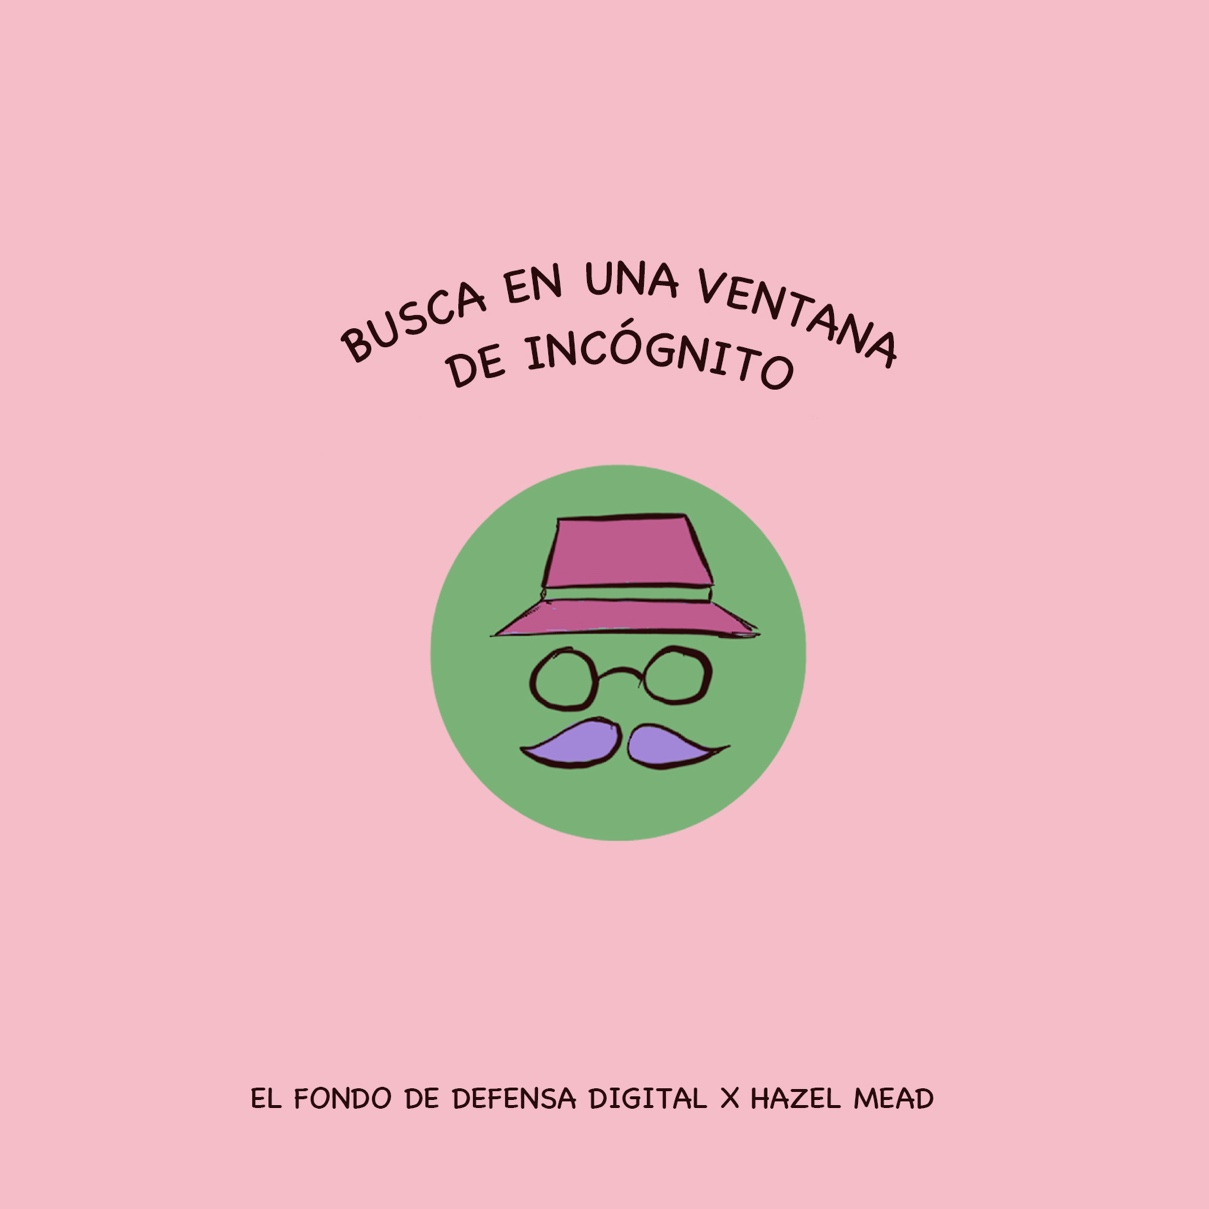 BUSCA EN UNA VENTANA
DE INCÓGNITO
EL FONDO DE DEFENSA DIGITAL X HAZEL MEAD